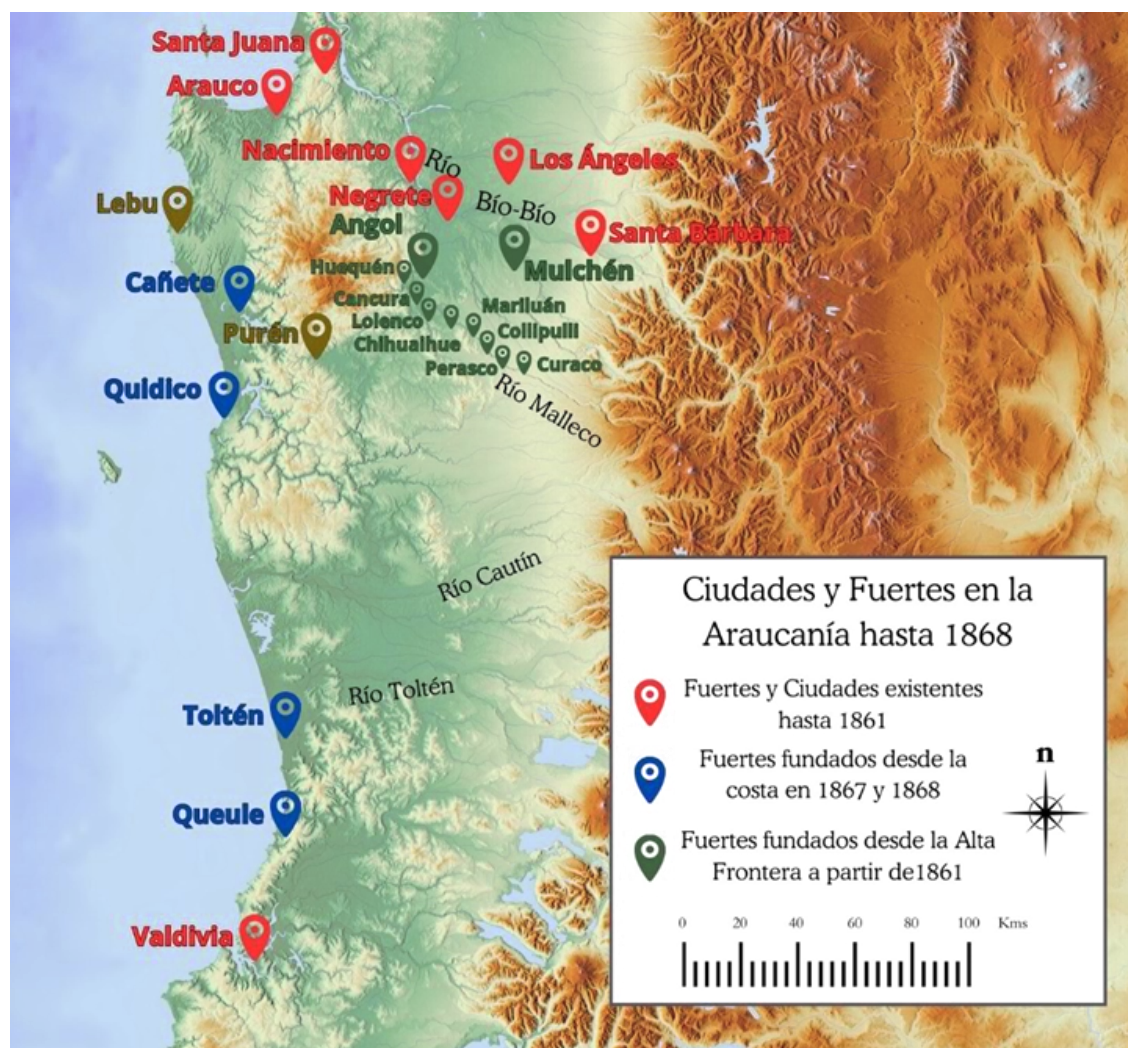 Santa Juana
Arauco
Nacimiento
Río
Los Ángeles
Negrete
Bío-Bío
Lebu
Angol
Santa Bárbara
Mulchén
Huequén
Cañete
Cancura
Mariluán
Lolenco
Collipulli
Purén
Chihuaihue
Perasco
Curaco
Quidico
Río Malleco
Río Cautín
Toltén
Río Toltén
Queule
Valdivia
Ciudades y Fuertes en la
Araucanía hasta 1868
Fuertes y Ciudades existentes
hasta 1861
Fuertes fundados desde la
costa en 1867 y 1868
Fuertes fundados desde la Alta
Frontera a partir de1861
n
0 20 40 60 80 100 Kms